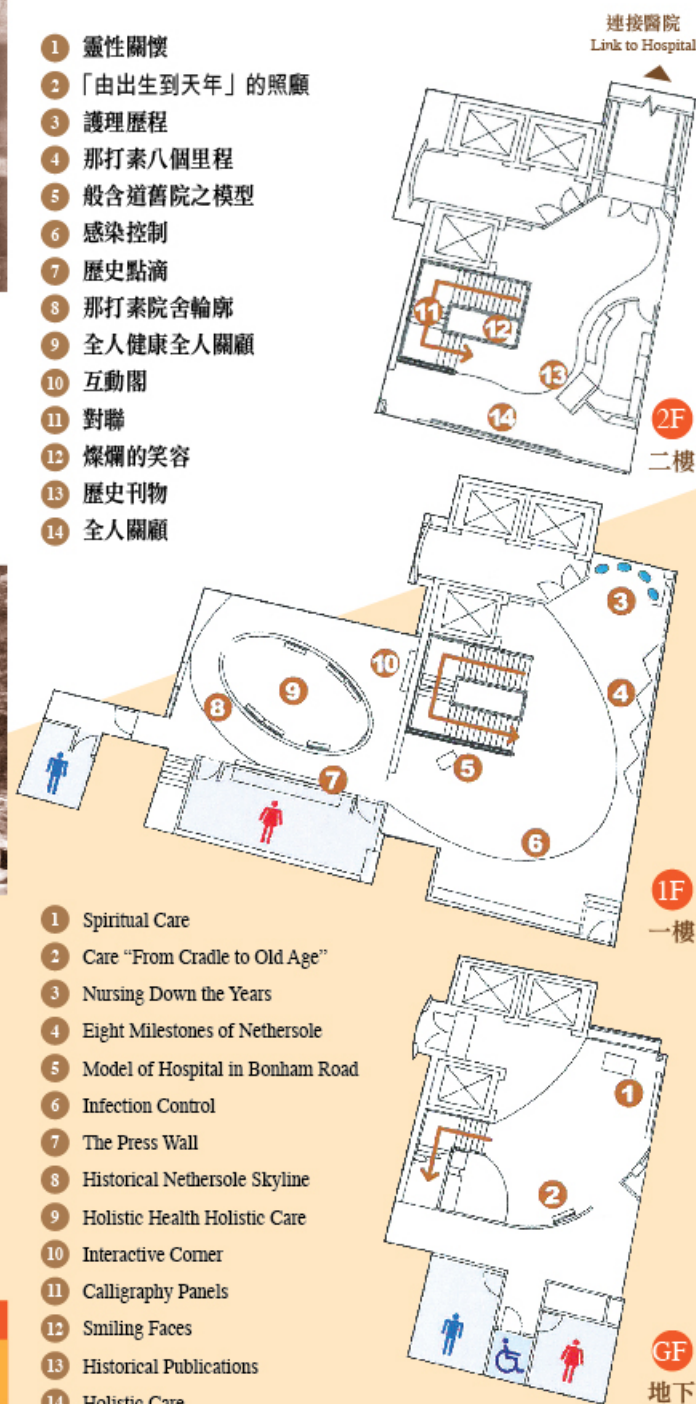 1 靈性關懷
2 「由出生到天年」的照顧
3 護理歷程
4 那打素八個里程
5 般含道舊院之模型
6 感染控制
7 歷史點滴
8 那打素院舍輪廓
9 全人健康全人關顧
10 互動閣
11 對聯
12 燦爛的笑容
13 歷史刊物
14 全人關顧
連接醫院
Link to Hospital
11
12
13
14
2F
二樓
3
4
10
9
8
5
7
6
1F
一樓
1 Spiritual Care
2 Care “From Cradle to Old Age”
3 Nursing Down the Years
4 Eight Milestones of Nethersole
5 Model of Hospital in Bonham Road
6 Infection Control
7 The Press Wall
8 Historical Nethersole Skyline
9 Holistic Health Holistic Care
10 Interactive Corner
11 Calligraphy Panels
12 Smiling Faces
13 Historical Publications
14 Holistic Care
1
2
GF
地下